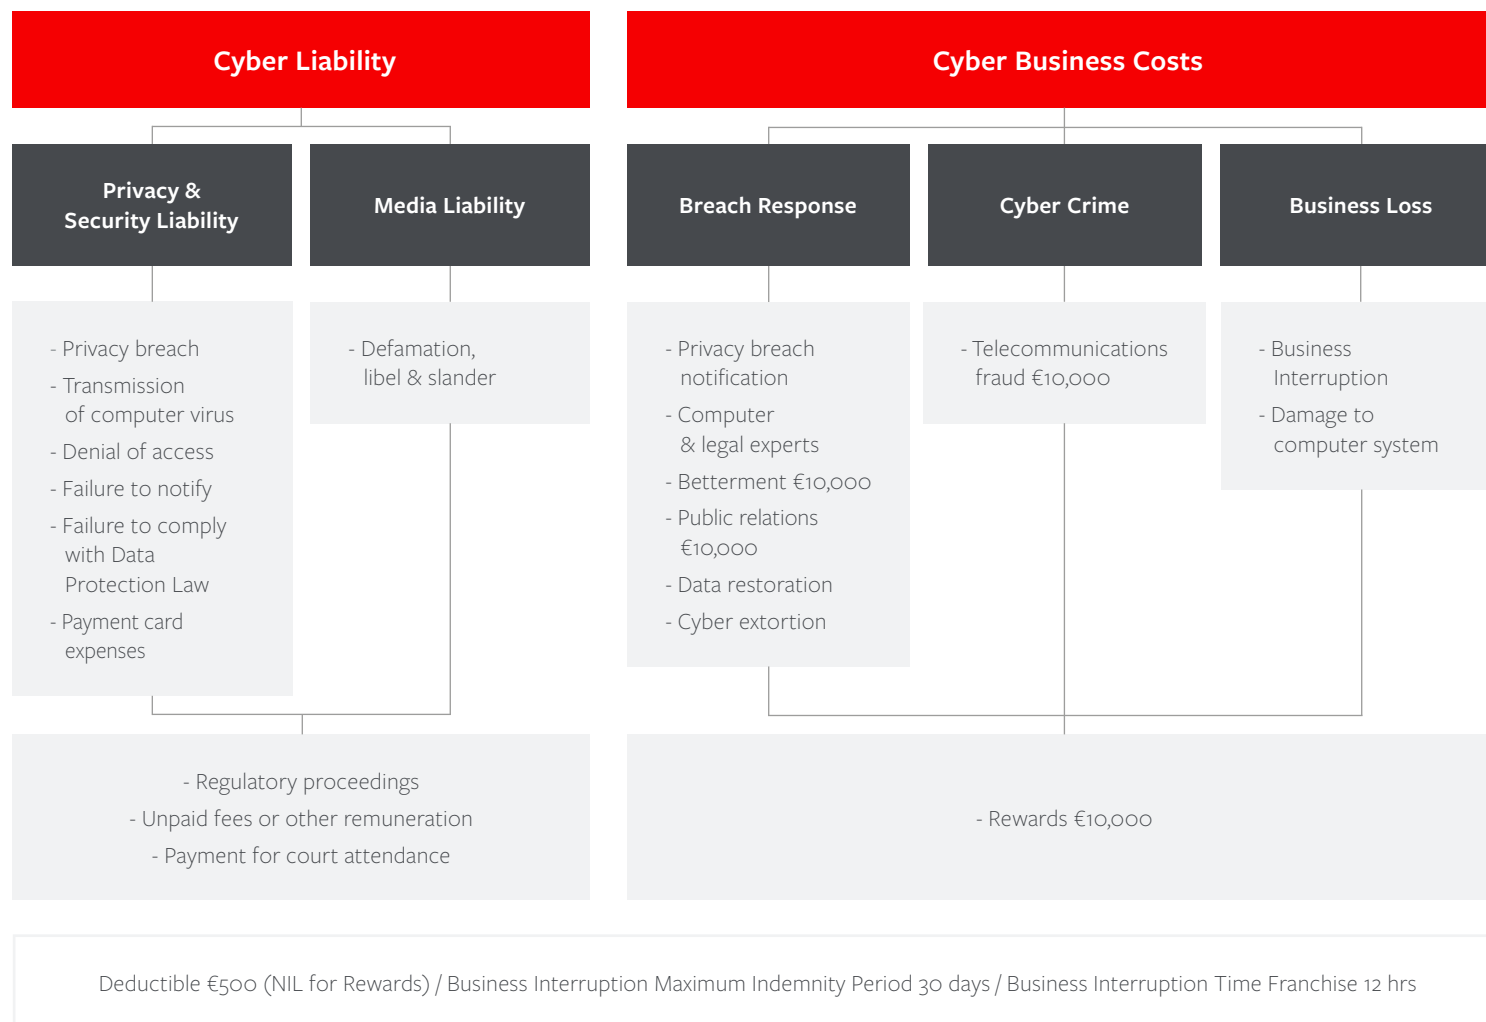 Cyber Liability
Cyber Business Costs
Privacy &
Security Liability
Media Liability
Breach Response
Cyber Crime
Business Loss
- Privacy breach
- Transmission
of computer virus
- Denial of access
- Failure to notify
- Failure to comply
with Data
Protection Law
- Payment card
expenses
- Defamation,
libel & slander
- Privacy breach
notification
- Computer
& legal experts
- Betterment €10,000
- Public relations
€10,000
- Data restoration
- Cyber extortion
- Telecommunications
fraud €10,000
- Business
Interruption
- Damage to
computer system
- Regulatory proceedings
- Unpaid fees or other remuneration
- Payment for court attendance
- Rewards €10,000
Deductible €500 (NIL for Rewards) / Business Interruption Maximum Indemnity Period 30 days / Business Interruption Time Franchise 12 hrs